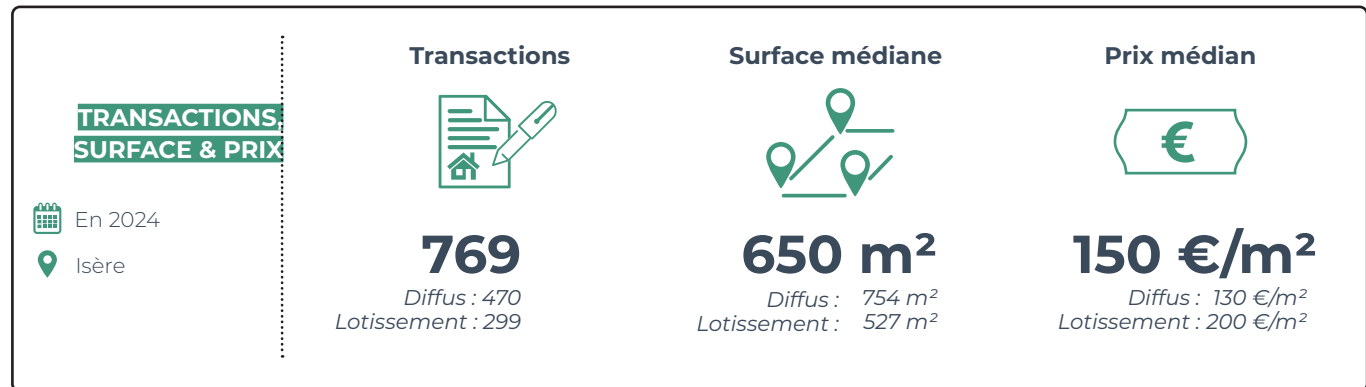 TRANSACTIONS,
SURFACE & PRIX
En 2024
Isère
Transactions
769
Diffus : 470
Lotissement : 299
Surface médiane
650 m²
Diffus : 754 m²
Lotissement : 527 m²
Prix médian
€
150 €/m²
Diffus : 130 €/m²
Lotissement : 200 €/m²